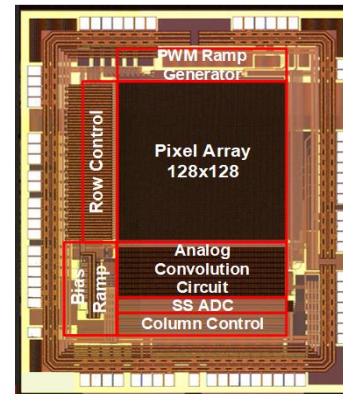 PWM Ramp
Generator
Row Control
Pixel Array
128x128
Analog
Convolution
Circuit
Bias
Ramp
SS ADC
Column Control